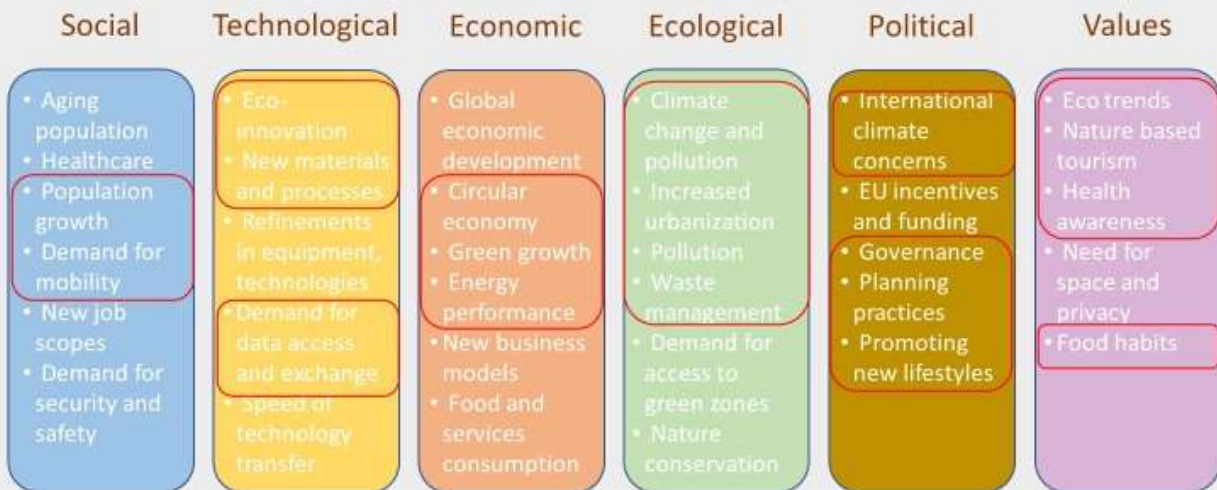 Social
• Aging
population
• Healthcare
• Population
growth
• Demand for
mobility
• New job
scopes
• Demand for
security and
safety
Technological
• Eco-
innovation
• New materials
and processes
• Refinements
in equipment,
technologies
• Demand for
data access
and exchange
• Speed of
technology
transfer
Economic
• Global
economic
development
• Circular
economy
• Green growth
• Energy
performance
• New business
models
• Food and
services
consumption
Ecological
• Climate
change and
pollution
• Increased
urbanization
• Pollution
• Waste
management
• Demand for
access to
green zones
• Nature
conservation
Political
• International
climate
concerns
• EU incentives
and funding
• Governance
• Planning
practices
• Promoting
new lifestyles
Values
• Eco trends
• Nature based
tourism
• Health
awareness
• Need for
space and
privacy
• Food habits